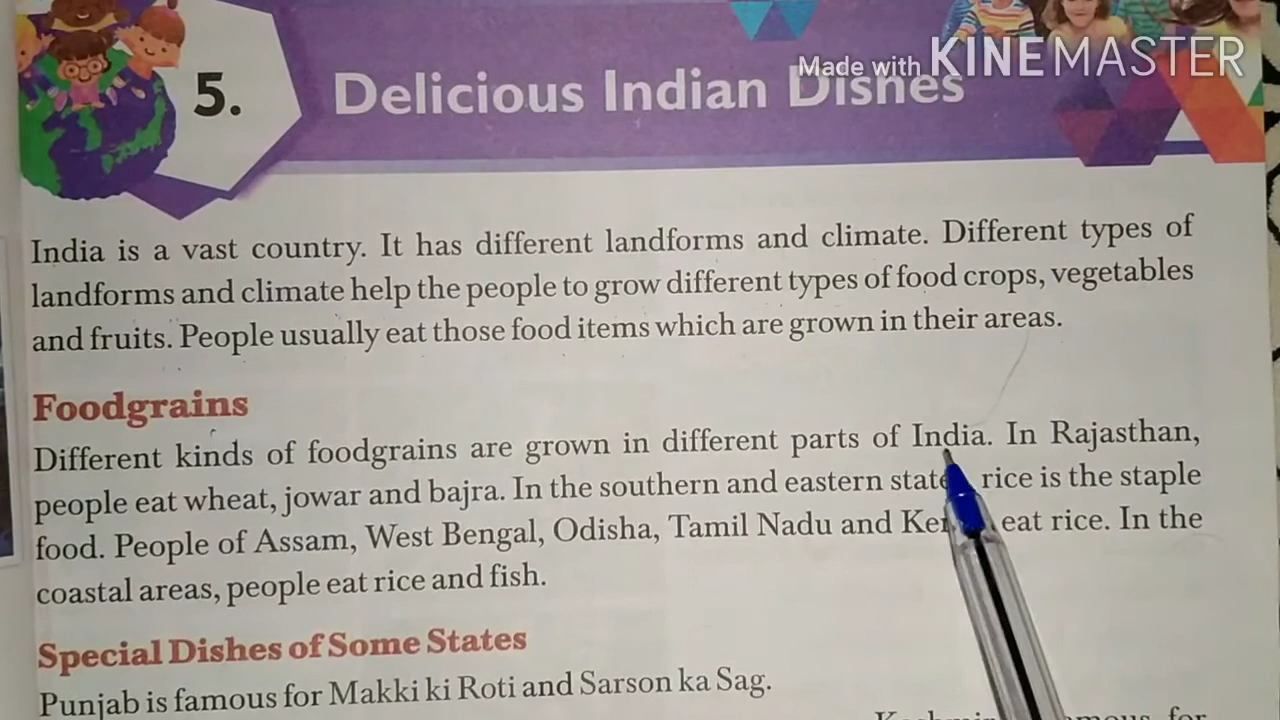 Made with KINEMASTER
5.
Delicious Indian Dishes
India is a vast country. It has different landforms and climate. Different types of
landforms and climate help the people to grow different types of food crops, vegetables
and fruits. People usually eat those food items which are grown in their areas.
Foodgrains
Different kinds of foodgrains are grown in different parts of India. In Rajasthan,
people eat wheat, jowar and bajra. In the southern and eastern state rice is the staple
food. People of Assam, West Bengal, Odisha, Tamil Nadu and eat rice. In the
coastal areas, people eat rice and fish.
Special Dishes of Some States
Punjab is famous for Makki ki Roti and Sarson ka Sag.
for